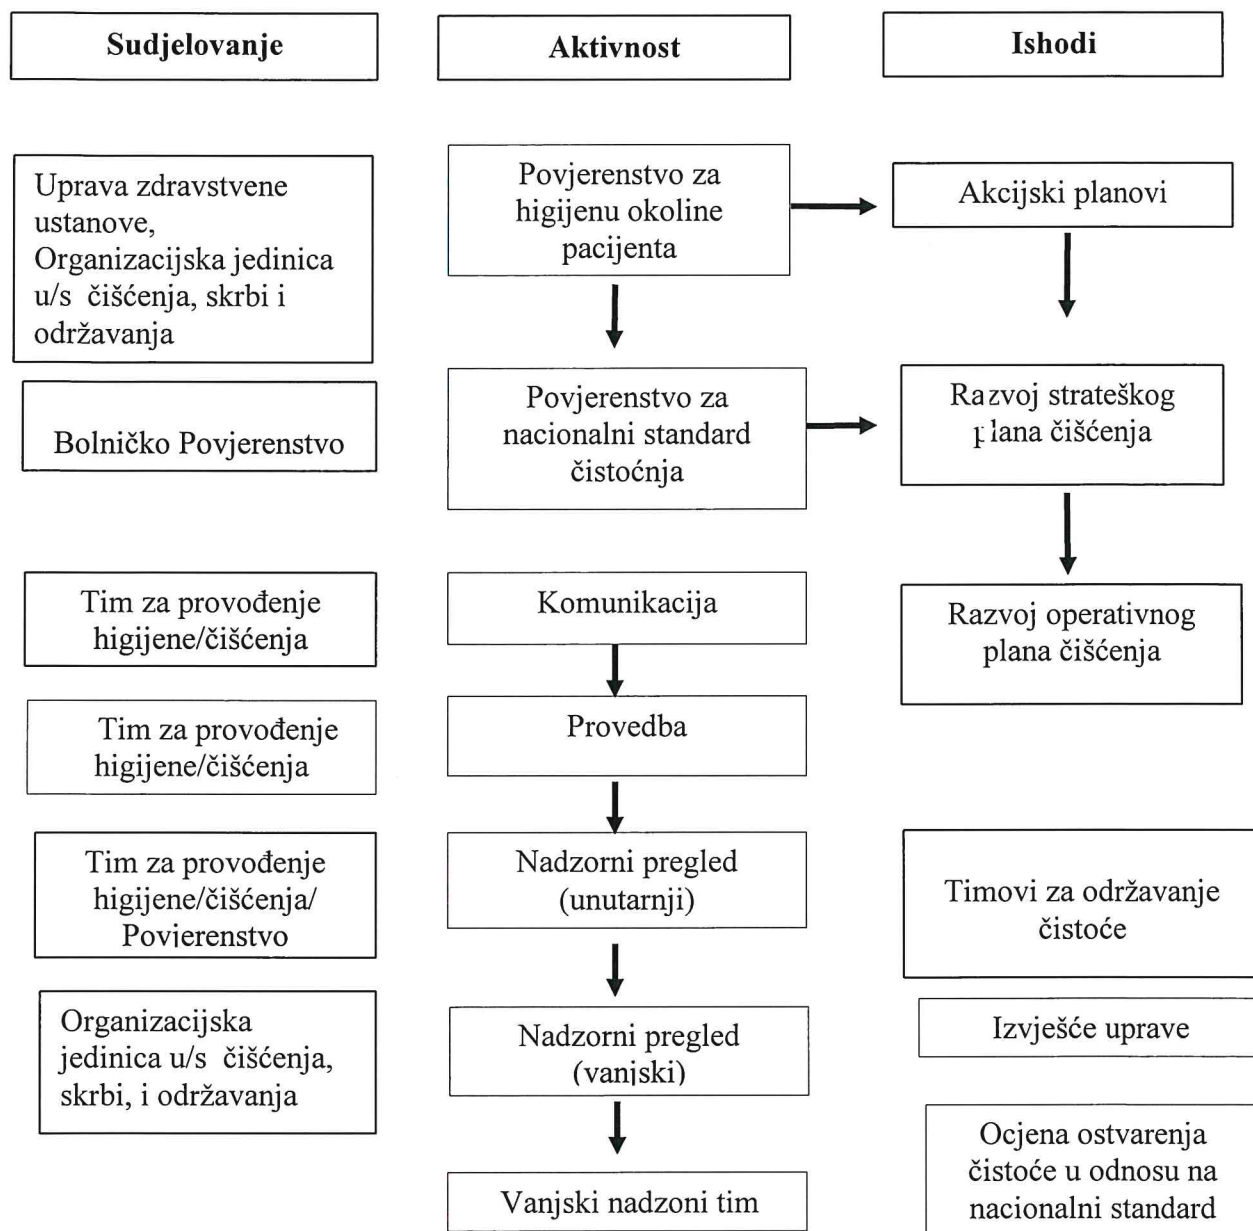 Sudjelovanje
Aktivnost
Ishodi
Uprava zdravstvene
ustanove,
Organizacijska jedinica
u/s čišćenja, skrbi i
održavanja
Povjerenstvo za
higijenu okoline
pacijenta
Akcijski planovi
Bolničko Povjerenstvo
Povjerenstvo za
nacionalni standard
čistoćnja
Razvoj strateškog
plana čišćenja
Tim za provođenje
higijene/čišćenja
Komunikacija
Razvoj operativnog
plana čišćenja
Tim za provođenje
higijene/čišćenja
Provedba
Tim za provođenje
higijene/čišćenja/
Povjerenstvo
Nadzorni pregled
(unutarnji)
Timovi za održavanje
čistoće
Organizacijska
jedinica u/s čišćenja,
skrbi, i održavanja
Nadzorni pregled
(vanjski)
Izvješće uprave
Vanjski nadzoni tim
Ocjena ostvarenja
čistoće u odnosu na
nacionalni standard